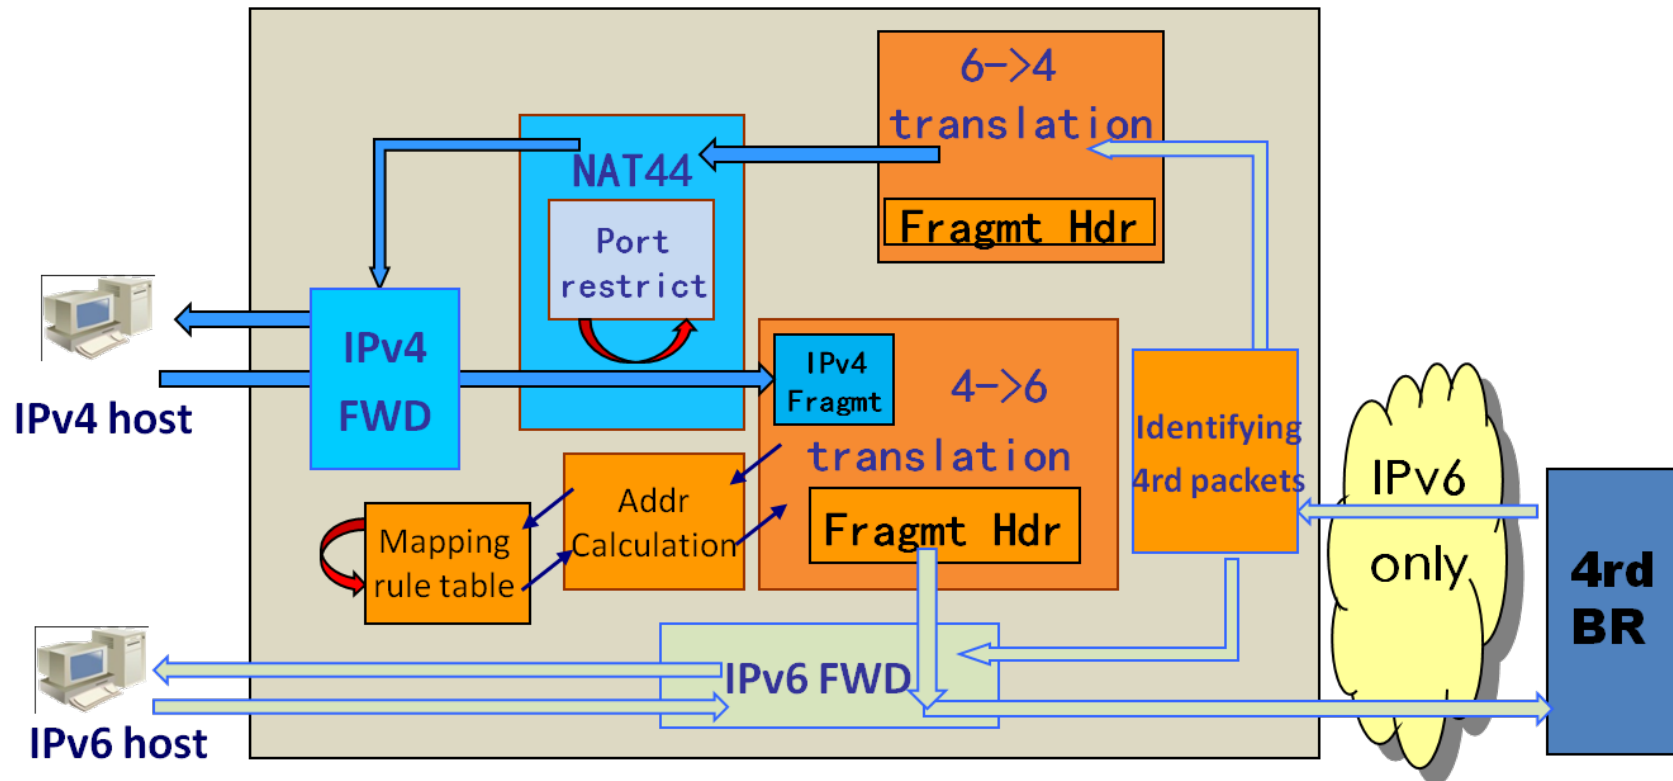 6->4
translation
Fragmt Hdr
NAT44
Port
restrict
IPv4
FWD
IPv4 host
IPv4
Fragmt
4->6
translation
Fragmt Hdr
Identifying
4rd packets
Addr
Calculation
Mapping
rule table
IPv6
only
4rd
BR
IPv6 FWD
IPv6 host